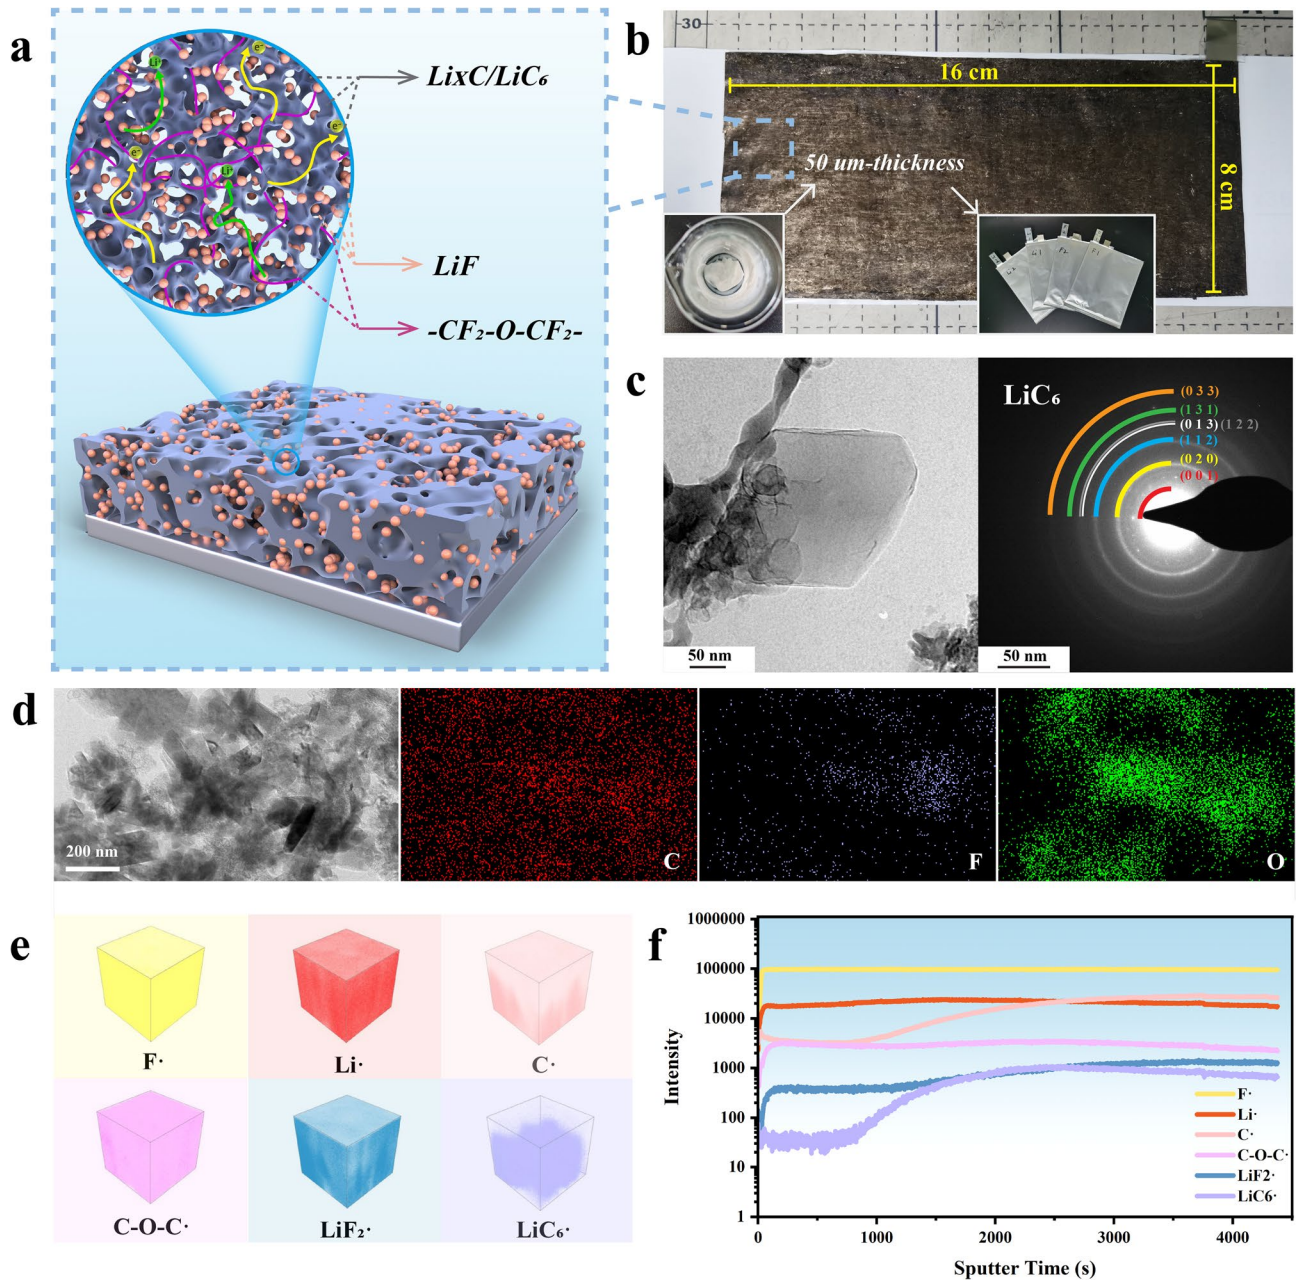 a
LixC/LiC₆
LiF
-CF₂-O-CF₂-
e⁻
Li⁺
e⁻
e⁻
Li⁺
b
30
16 cm
8 cm
50 um-thickness
c
50 nm
LiC₆
(0 3 3)
(1 3 1)
(0 1 3) (1 2 2)
(1 1 2)
(0 2 0)
(0 0 1)
50 nm
d
200 nm
C
F
O
e
F·
Li·
C·
C-O-C·
LiF₂·
LiC₆·
f
Intensity
1000000
100000
10000
1000
100
10
1
0 1000 2000 3000 4000
Sputter Time (s)
F·
Li·
C·
C-O-C·
LiF2·
LiC6·